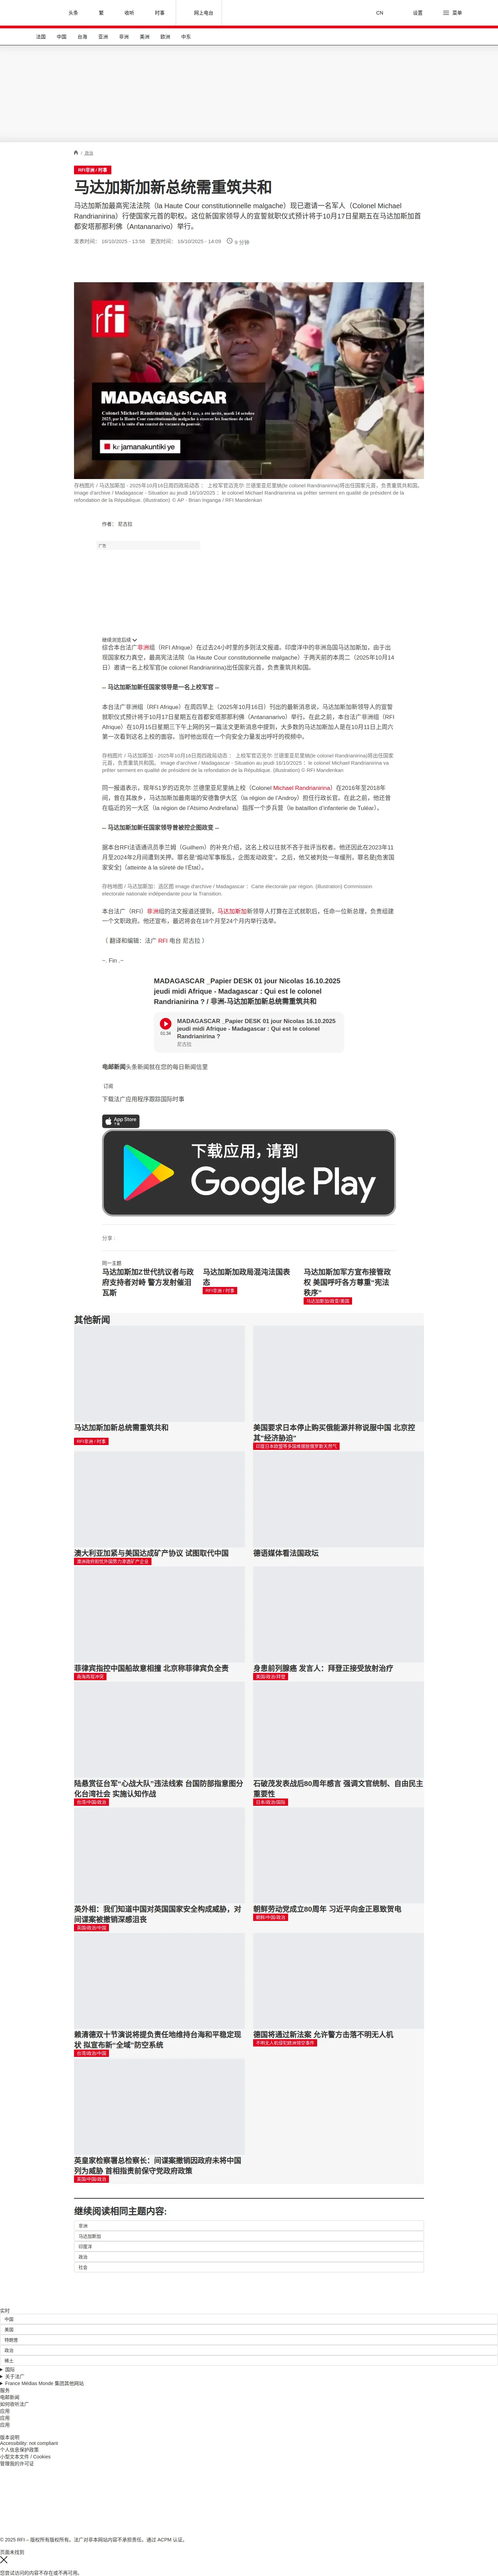 头条
繁
收听
时事
网上电台
CN
设置
菜单
法国
中国
台海
亚洲
非洲
美洲
欧洲
中东
/ 政治
RFI非洲 / 时事
马达加斯加新总统需重筑共和
马达加斯加最高宪法法院（la Haute Cour constitutionnelle malgache）现已邀请一名军人（Colonel Michael
Randrianirina）行使国家元首的职权。这位新国家领导人的宣誓就职仪式预计将于10月17日星期五在马达加斯加首
都安塔那那利佛（Antananarivo）举行。
发表时间： 16/10/2025 - 13:58 更改时间： 16/10/2025 - 14:09 9 分钟
rfi
MADAGASCAR
Colonel Michael Randrianirina, âgé de 51 ans, a été invité, mardi 14 octobre
2025, par la Haute Cour constitutionnelle à exercer les fonctions de chef
de l'État à la suite d'un constat de vacance du pouvoir.
存档图片 / 马达加斯加 - 2025年10月16日周四政局动态 ： 上校军官迈克尔·兰德里亚尼里纳(le colonel Randrianirina)将出任国家元首，负责重筑共和国。
Image d'archive / Madagascar - Situation au jeudi 16/10/2025 ：le colonel Michael Randrianirina va prêter serment en qualité de président de la
refondation de la République. (Illustration) © AP - Brian Inganga / RFI Mandenkan
作者： 尼古拉
广告
继续浏览后续
结合本台法广非洲组（RFI Afrique）在过去24小时里的多则法文报道。印度洋中的非洲岛国马达加斯加，由于出
现国家权力真空，最高宪法法院（la Haute Cour constitutionnelle malgache）于两天前的本周二（2025年10月14
日）邀请一名上校军官(le colonel Randrianirina)出任国家元首，负责重筑共和国。
-- 马达加斯加新任国家领导是一名上校军官 --
本台法广非洲组（RFI Afrique）在周四早上（2025年10月16日）刊出的最新消息说，马达加斯加新领导人的宣誓
就职仪式预计将于10月17日星期五在首都安塔那那利佛（Antananarivo）举行。在此之前，本台法广非洲组（RFI
Afrique）在10月15日星期三下午上网的另一篇法文更新消息中提到，大多数的马达加斯加人是在10月11日上周六
第一次看到这名上校的面容。当时他出现在一个向安全力量发出呼吁的视频中。
存档图片 / 马达加斯加 - 2025年10月16日周四政局动态 ： 上校军官迈克尔·兰德里亚尼里纳(le colonel Randrianirina)将出任国家
元首，负责重筑共和国。 Image d'archive / Madagascar - Situation au jeudi 16/10/2025 ：le colonel Michael Randrianirina va
prêter serment en qualité de président de la refondation de la République. (Illustration) © RFI Mandenkan
同一报道表示，现年51岁的迈克尔·兰德里亚尼里纳上校（Colonel Michael Randrianirina）在2016年至2018年
间，曾在其故乡，马达加斯加最南端的安德鲁伊大区（la région de l'Androy）担任行政长官。在此之前，他还曾
在临近的另一大区（la région de l'Atsimo Andrefana）指挥一个步兵营（le bataillon d'infanterie de Tuléar）。
-- 马达加斯加新任国家领导曾被控企图政变 --
据本台RFI法语通讯员季兰姆（Guilhem）的补充介绍，这名上校以往就不吝于批评当权者。他还因此在2023年11
月至2024年2月间遭到关押。罪名是“煽动军事叛乱，企图发动政变”。之后，他又被判处一年缓刑，罪名是[危害国
家安全]（atteinte à la sûreté de l'État）。
存档地图 / 马达加斯加：选区图 Image d'archive / Madagascar ：Carte électorale par région. (Illustration) Commission
electorale nationale indépendante pour la Transition.
本台法广（RFI）非洲组的法文报道还提到，马达加斯加新领导人打算在正式就职后，任命一位新总理，负责组建
一个文职政府。他还宣布，最迟将会在18个月至24个月内举行选举。
（ 翻译和编辑：法广 RFI 电台 尼古拉 ）
~. Fin .~
MADAGASCAR _Papier DESK 01 jour Nicolas 16.10.2025
jeudi midi Afrique - Madagascar : Qui est le colonel
Randrianirina ? / 非洲-马达加斯加新总统需重筑共和
01:36
MADAGASCAR _Papier DESK 01 jour Nicolas 16.10.2025
jeudi midi Afrique - Madagascar : Qui est le colonel
Randrianirina ?
尼古拉
电邮新闻头条新闻就在您的每日新闻信里
订阅
下载法广应用程序跟踪国际时事
App Store
下载应用，请到
Google Play
分享 :
同一主题
马达加斯加Z世代抗议者与政
府支持者对峙 警方发射催泪
瓦斯
马达加斯加政局混沌法国表
态
RFI非洲 / 时事
马达加斯加军方宣布接管政
权 美国呼吁各方尊重“宪法
秩序”
马达加斯加/政变/美国
其他新闻
马达加斯加新总统需重筑共和
RFI非洲 / 时事
美国要求日本停止购买俄能源并称说服中国 北京控
其“经济胁迫”
印度日本欧盟等多国难摆脱俄罗斯天然气
澳大利亚加紧与美国达成矿产协议 试图取代中国
澳洲政府担忧外国势力渗透矿产企业
德语媒体看法国政坛
菲律宾指控中国船故意相撞 北京称菲律宾负全责
南海两国冲突
身患前列腺癌 发言人：拜登正接受放射治疗
美国/政治/拜登
陆悬赏征台军“心战大队”违法线索 台国防部指意图分
化台湾社会 实施认知作战
台湾/中国/政治
石破茂发表战后80周年感言 强调文官统制、自由民主
重要性
日本/政治/国际
英外相：我们知道中国对英国国家安全构成威胁，对
间谍案被撤销深感沮丧
英国/政治/中国
朝鲜劳动党成立80周年 习近平向金正恩致贺电
朝鲜/中国/政治
赖清德双十节演说将提负责任地维持台海和平稳定现
状 拟宣布新“全域”防空系统
台湾/政治/中国
德国将通过新法案 允许警方击落不明无人机
不明无人机侵犯欧洲领空事件
英皇家检察署总检察长：间谍案撤销因政府未将中国
列为威胁 首相指责前保守党政府政策
英国/中国/政治
继续阅读相同主题内容:
非洲
马达加斯加
印度洋
政治
社会
实时
中国
美国
特朗普
政治
稀土
国际
关于法广
France Médias Monde 集团其他网站
服务
电邮新闻
如何收听法广
应用
应用
应用
版本说明
Accessibility: not compliant
个人信息保护政策
小型文本文件 / Cookies
管理我的许可证
© 2025 RFI – 版权所有版权所有。法广对非本网站内容不承担责任。通过 ACPM 认证。
页面未找到
您尝试访问的内容不存在或不再可用。